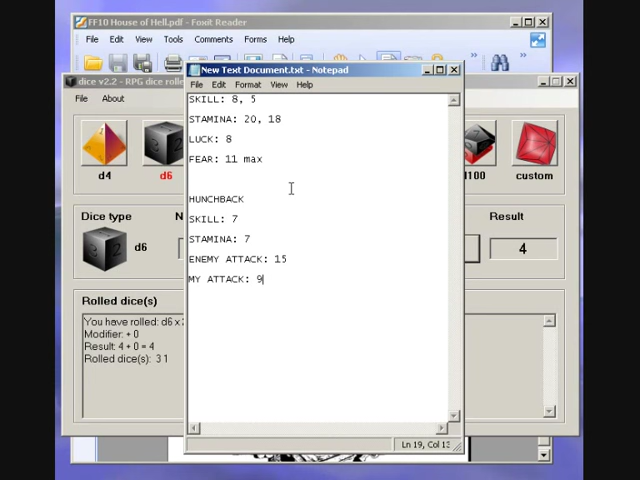 FF10 House of Hell.pdf - Foxit Reader
File Edit View Tools Comments Forms Help
dice v2.2 - RPG dice rolle
File About
New Text Document.txt - Notepad
File Edit Format View Help
SKILL: 8, 5
STAMINA: 20, 18
LUCK: 8
FEAR: 11 max
HUNCHBACK
SKILL: 7
STAMINA: 7
ENEMY ATTACK: 15
MY ATTACK: 9
d4 d6 d100 custom
Dice type N Result
d6 4
Rolled dice(s)
You have rolled: d6 x 2
Modifier: + 0
Result: 4 + 0 = 4
Rolled dice(s): 3 1
Ln 19, Col 13